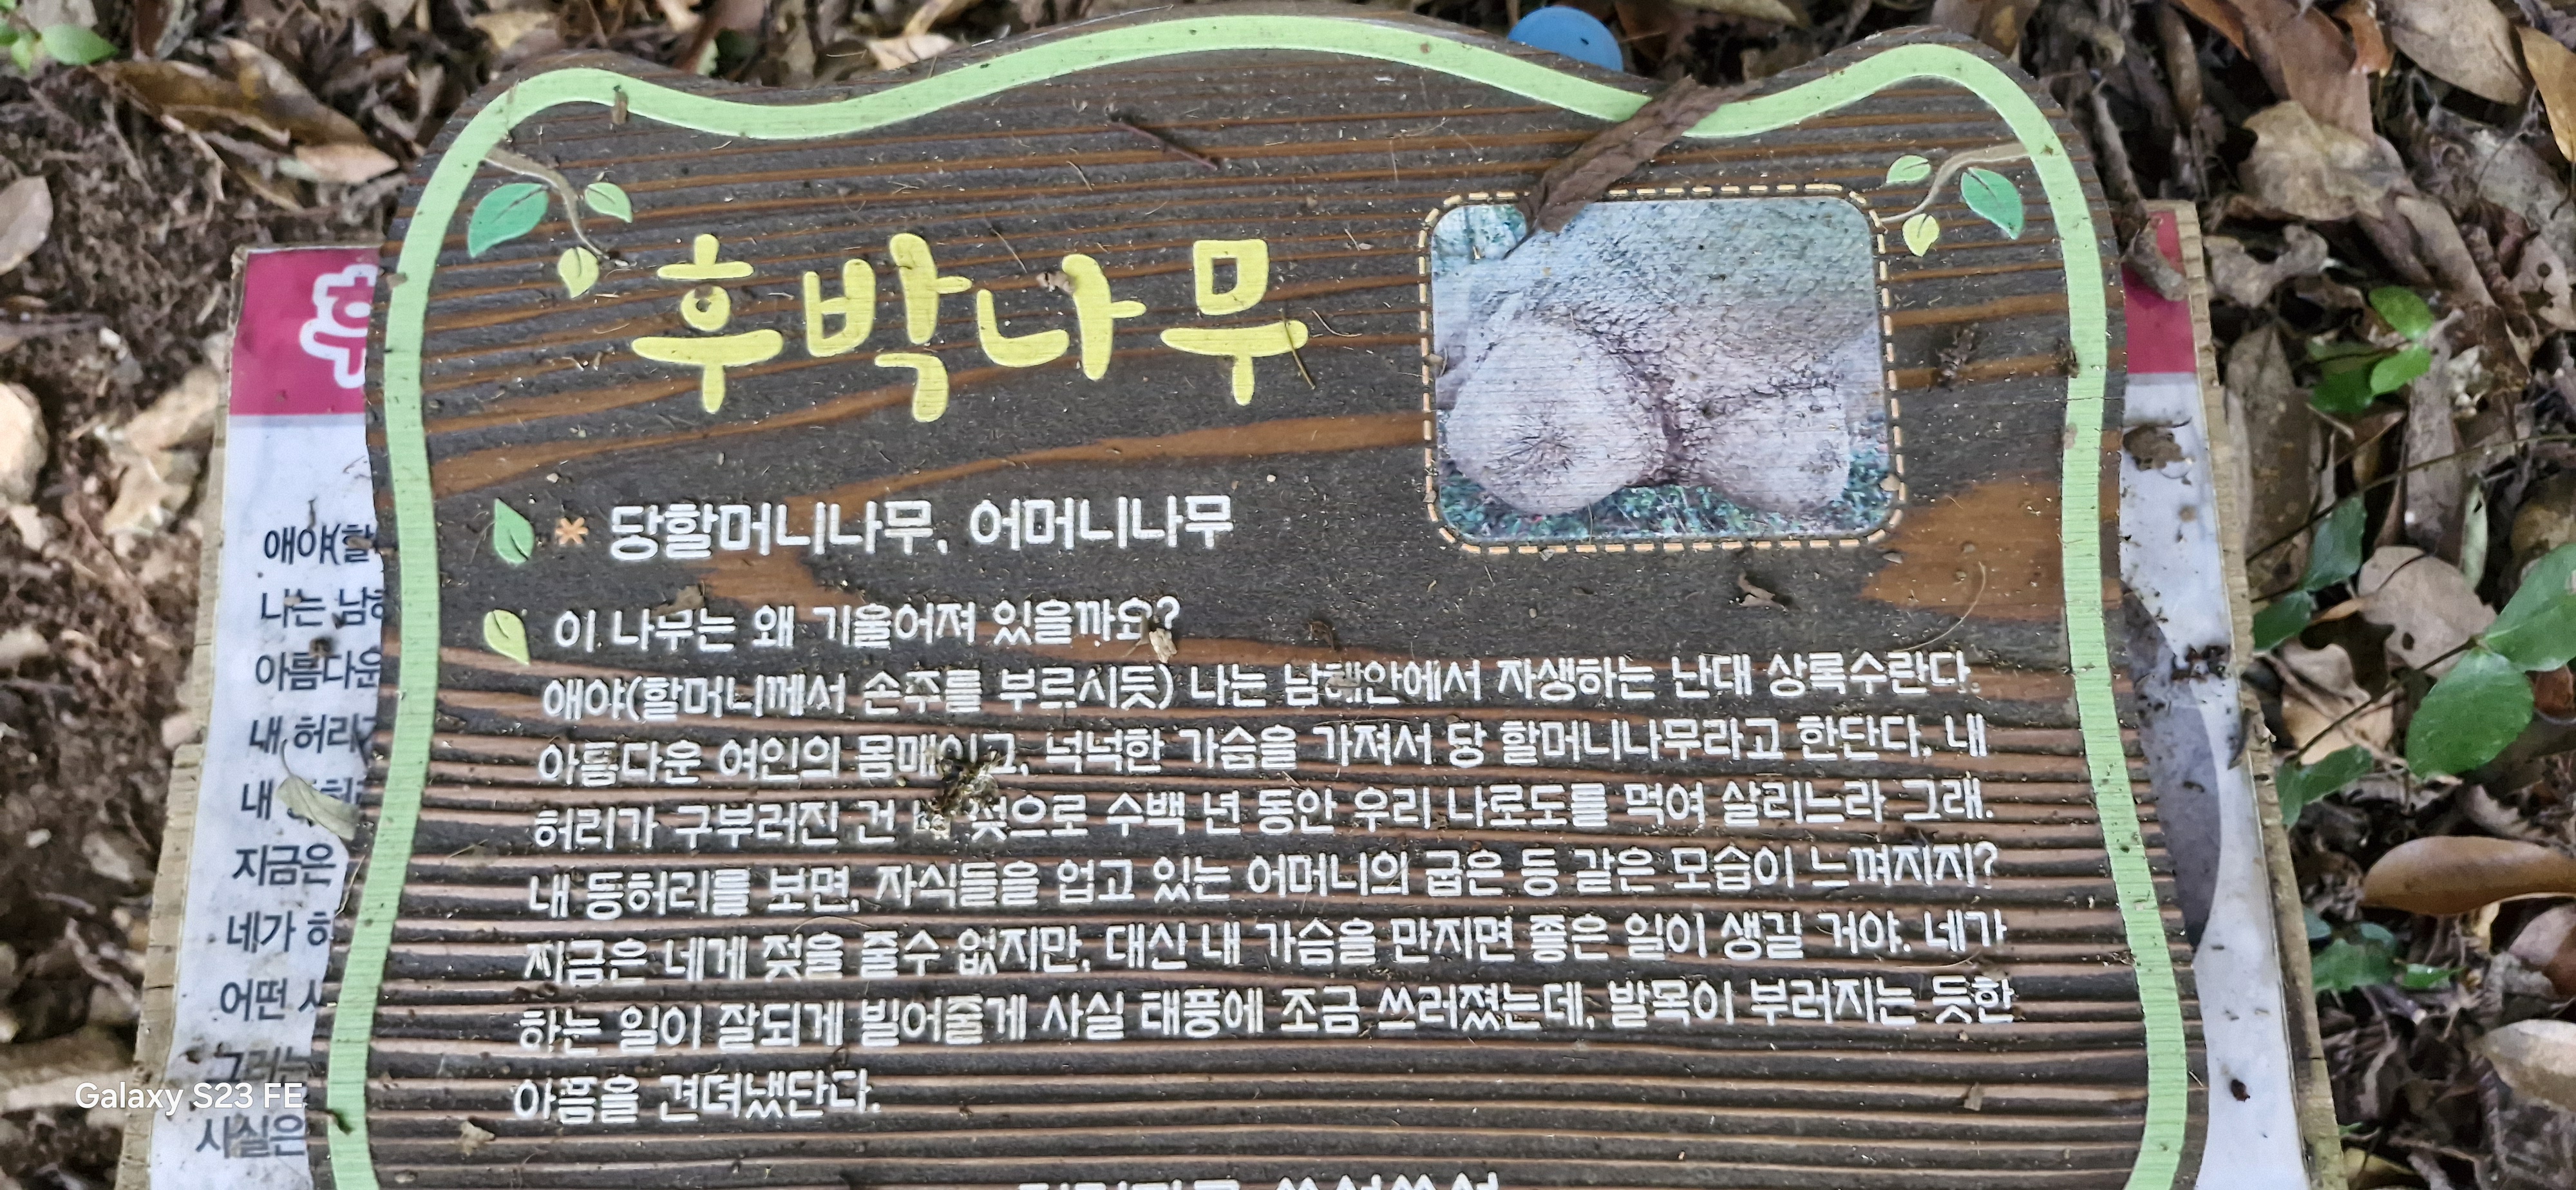 후박나무
* 당할머니나무, 어머니나무
이 나무는 왜 기울어져 있을까요?
애야(할머니께서 손주를 부르시듯) 나는 남해안에서 자생하는 난대 상록수란다.
아름다운 여인의 몸매이고, 넉넉한 가슴을 가져서 당 할머니나무라고 한단다. 내
허리가 구부러진 건 내 젖으로 수백 년 동안 우리 나로도를 먹여 살리느라 그래.
내 등허리를 보면, 자식들을 업고 있는 어머니의 굽은 등 같은 모습이 느껴지지?
지금은 네게 젖을 줄수 없지만, 대신 내 가슴을 만지면 좋은 일이 생길 거야. 네가
하는 일이 잘되게 빌어줄게 사실 태풍에 조금 쓰러졌는데, 발목이 부러지는 듯한
아픔을 견뎌냈단다.
후
애야(할
나는 남해
아름다운
내 허리가
내
지금은
네가 하
어떤
사실은
Galaxy S23 FE